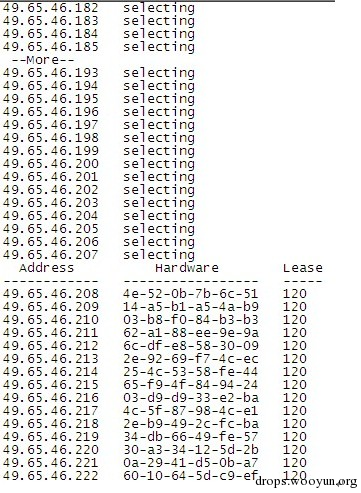 49.65.46.182 selecting
49.65.46.183 selecting
49.65.46.184 selecting
49.65.46.185 selecting
--More--
49.65.46.193 selecting
49.65.46.194 selecting
49.65.46.195 selecting
49.65.46.196 selecting
49.65.46.197 selecting
49.65.46.198 selecting
49.65.46.199 selecting
49.65.46.200 selecting
49.65.46.201 selecting
49.65.46.202 selecting
49.65.46.203 selecting
49.65.46.204 selecting
49.65.46.205 selecting
49.65.46.206 selecting
49.65.46.207 selecting
Address Hardware Lease
------------ ----------------- -----
49.65.46.208 4e-52-0b-7b-6c-51 120
49.65.46.209 14-a5-b1-a5-4a-b9 120
49.65.46.210 03-b8-f0-84-b3-b3 120
49.65.46.211 62-a1-88-ee-9e-9a 120
49.65.46.212 6c-df-e8-58-30-09 120
49.65.46.213 2e-92-69-f7-4c-ec 120
49.65.46.214 25-4c-53-58-fe-44 120
49.65.46.215 65-f9-4f-84-94-24 120
49.65.46.216 03-d9-d9-33-e2-ba 120
49.65.46.217 4c-5f-87-98-4c-e1 120
49.65.46.218 2e-b9-49-2c-fc-ba 120
49.65.46.219 34-db-66-49-fe-57 120
49.65.46.220 30-a3-34-12-5d-2b 120
49.65.46.221 0a-29-41-d5-0b-a7 120
49.65.46.222 60-10-64-5d-c9-ef 120
drops.wooyun.org